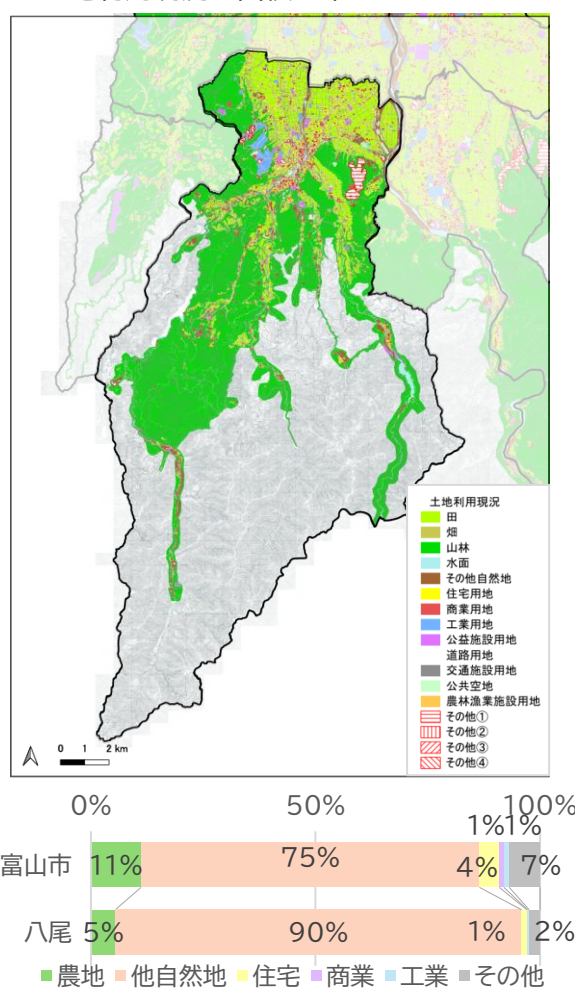 土地利用現況
田
畑
山林
水面
その他自然地
住宅用地
商業用地
工業用地
公益施設用地
道路用地
交通施設用地
公共空地
農林漁業施設用地
その他①
その他②
その他③
その他④
0 1 2 km
0% 50% 100%
富山市 11% 75% 4% 1% 1% 7%
八尾 5% 90% 1% 2%
農地 他自然地 住宅 商業 工業 その他